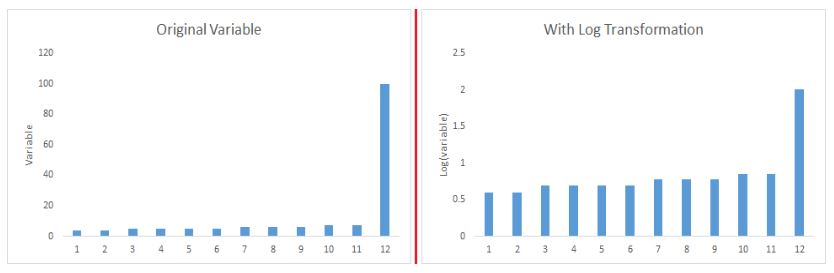 Original Variable
120
100
80
60
40
20
0
Variable
1 2 3 4 5 6 7 8 9 10 11 12
With Log Transformation
2.5
2
1.5
1
0.5
0
Log(variable)
1 2 3 4 5 6 7 8 9 10 11 12